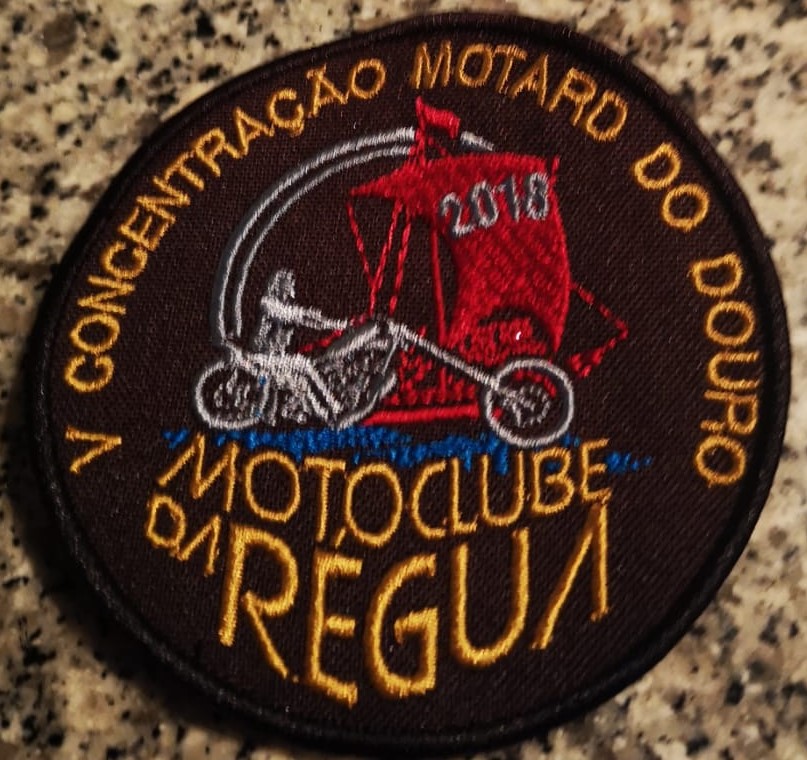 V CONCENTRAÇÃO MOTARD DO DOURO
2018
MOTOCLUBE
DA RÉGUA